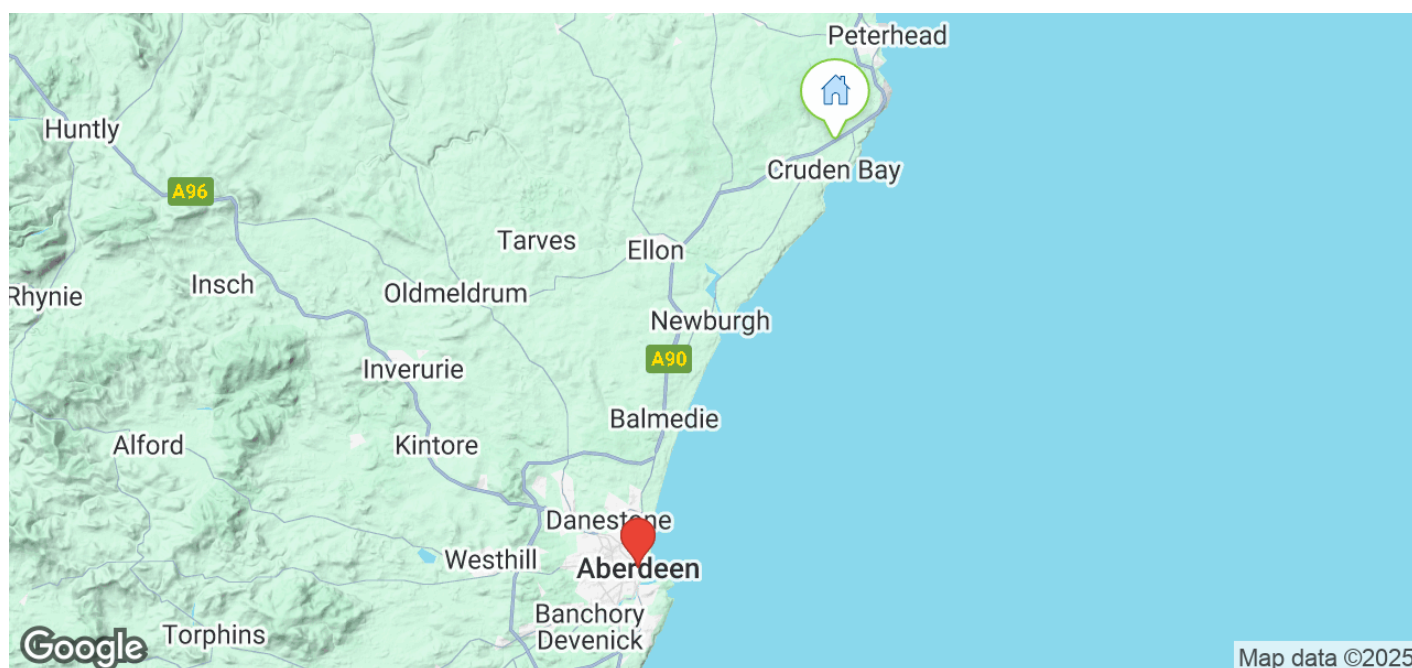 Peterhead
Huntly
Cruden Bay
A96
Tarves
Ellon
Insch
Rhynie
Oldmeldrum
Newburgh
A90
Inverurie
Balmedie
Alford
Kintore
Danestone
Westhill
Aberdeen
Banchory
Devenick
Torphins
Google
Map data ©2025